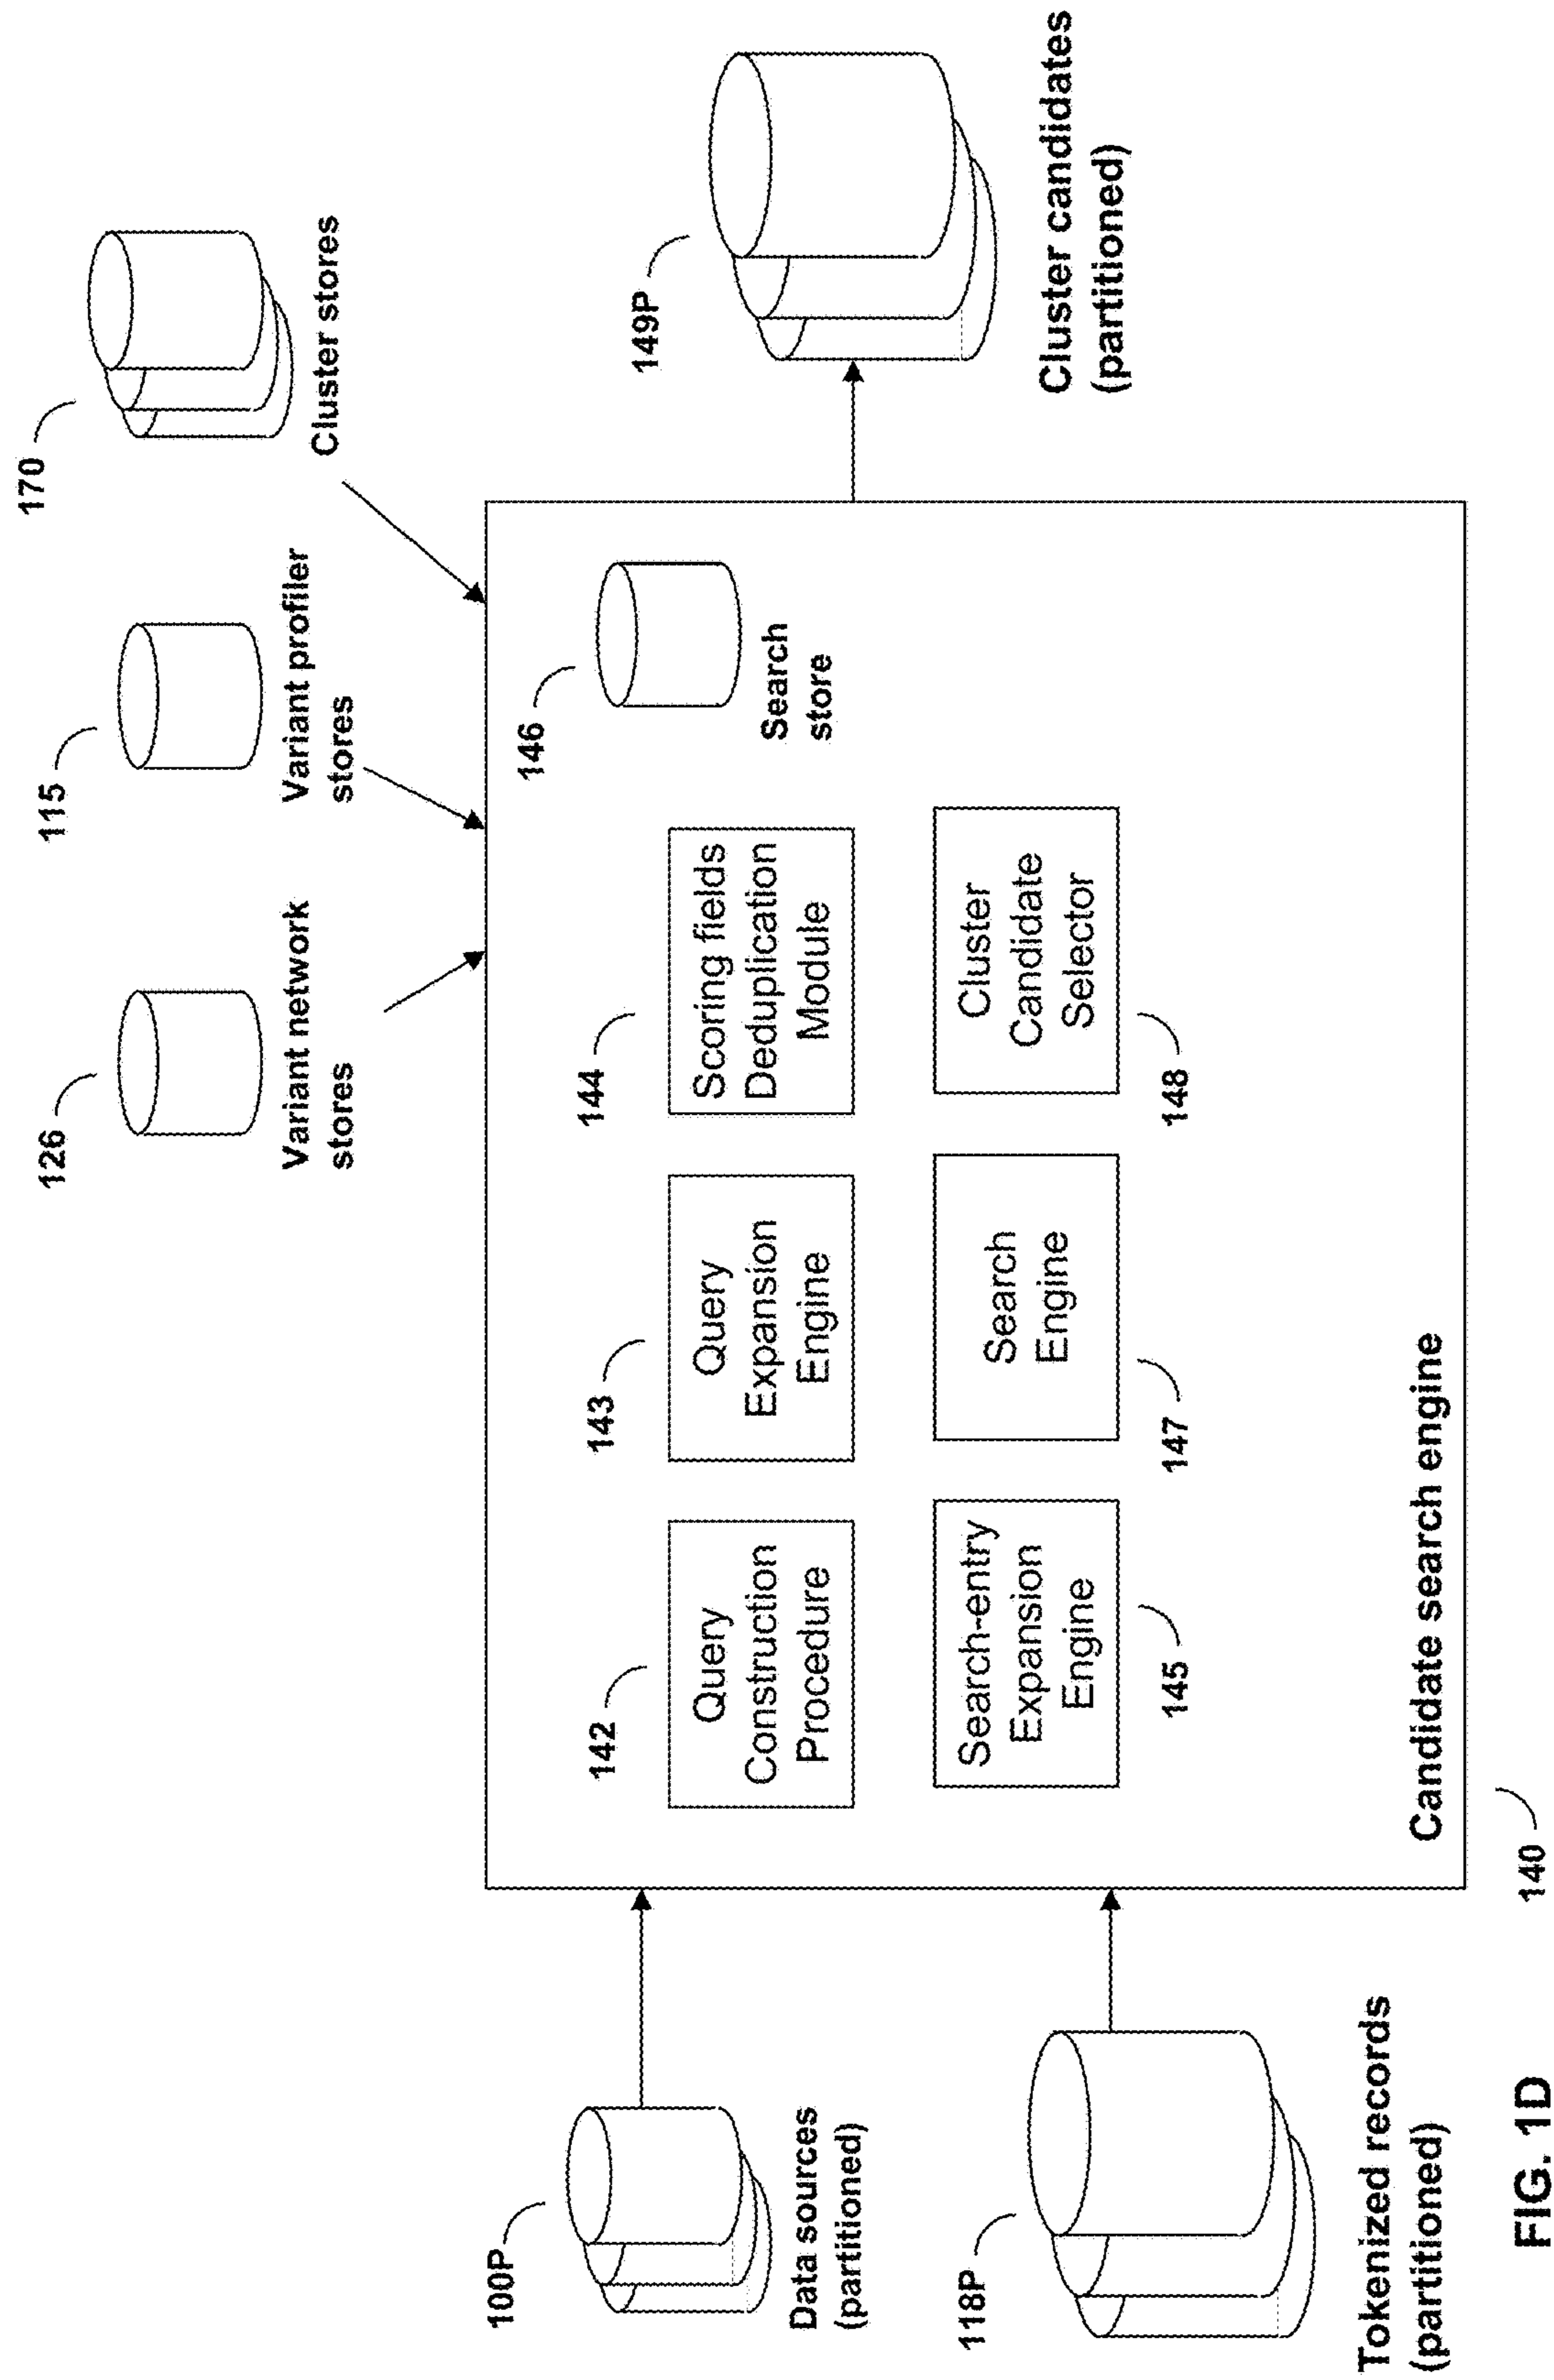 126
Variant network
stores
115
Variant profiler
stores
170
Cluster stores
100P
Data sources
(partitioned)
118P
Tokenized records
(partitioned)
142
Query
Construction
Procedure
143
Query
Expansion
Engine
144
Scoring fields
Deduplication
Module
146
Search
store
Search-entry
Expansion
Engine
145
Search
Engine
147
Cluster
Candidate
Selector
148
Candidate search engine
140
149P
Cluster candidates
(partitioned)
FIG. 1D